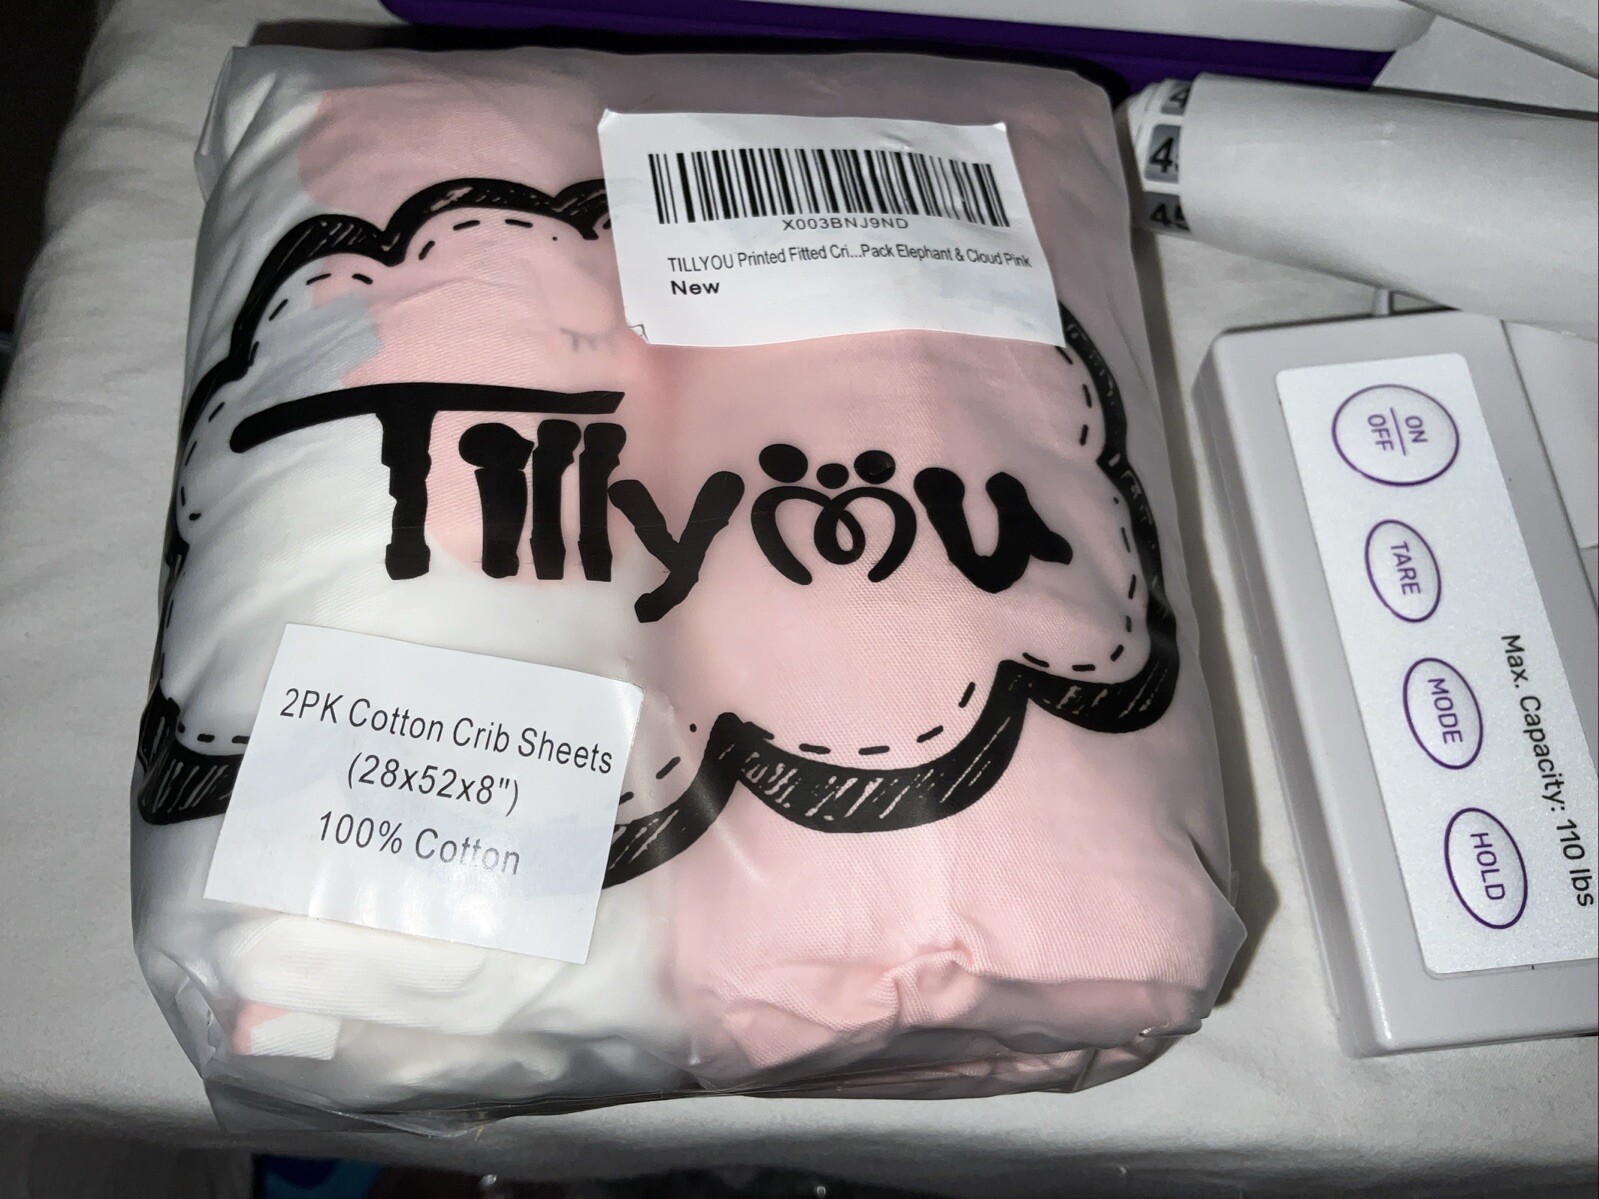 X003BNJ9ND
TILLYOU Printed Fitted Cri...Pack Elephant & Cloud Pink
New
Tillyou
2PK Cotton Crib Sheets
(28x52x8")
100% Cotton
ON
OFF
TARE
MODE
HOLD
Max. Capacity: 110 lbs